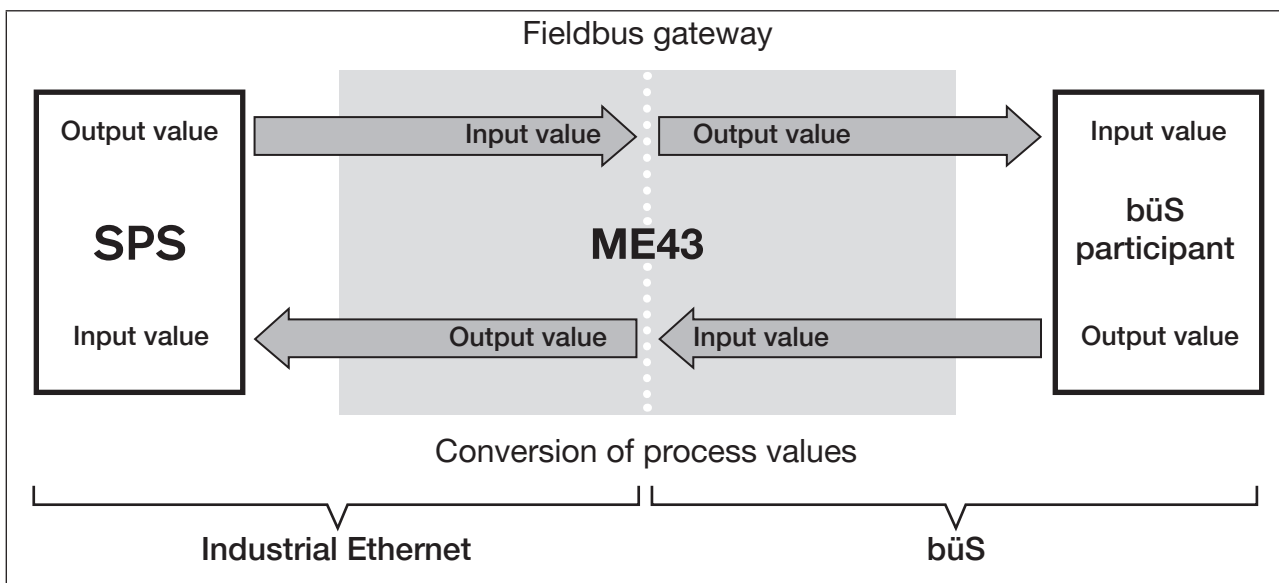 Fieldbus gateway
Output value
Input value
Output value
Input value
SPS
ME43
büS
participant
Input value
Output value
Input value
Output value
Conversion of process values
Industrial Ethernet
büS